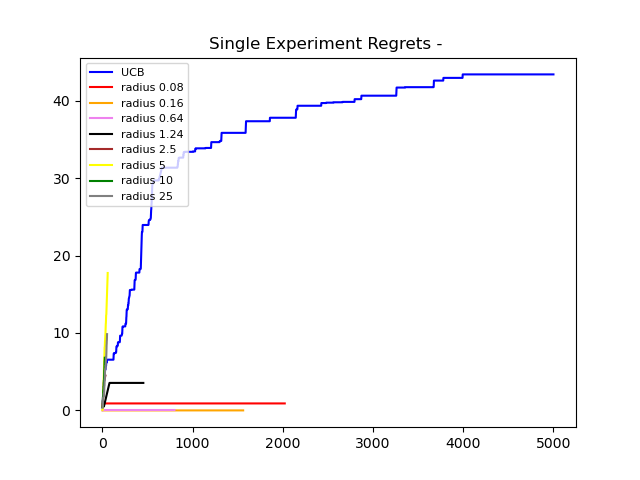 Single Experiment Regrets -
UCB
radius 0.08
radius 0.16
radius 0.64
radius 1.24
radius 2.5
radius 5
radius 10
radius 25
40
30
20
10
0
0 1000 2000 3000 4000 5000